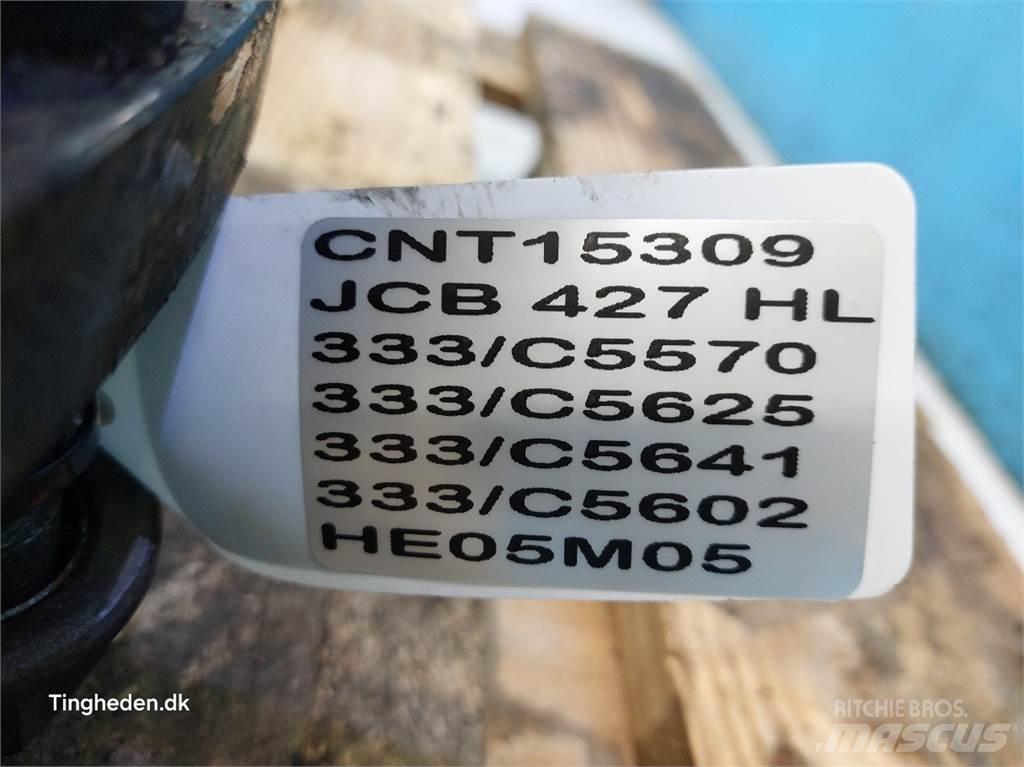 CNT15309
JCB 427 HL
333/C5570
333/C5625
333/C5641
333/C5602
HE05M05
Tingheden.dk
RITCHIE BROS.
MASCUS